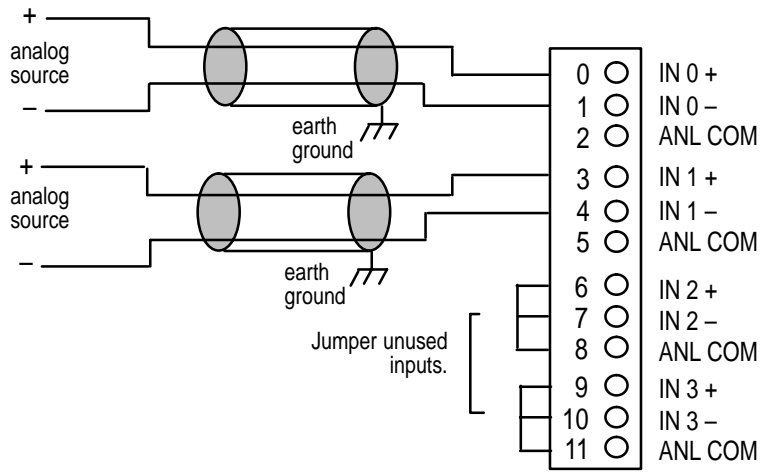 +
analog
source
–
earth
ground
+
analog
source
–
earth
ground
Jumper unused
inputs.
0 IN 0 +
1 IN 0 –
2 ANL COM
3 IN 1 +
4 IN 1 –
5 ANL COM
6 IN 2 +
7 IN 2 –
8 ANL COM
9 IN 3 +
10 IN 3 –
11 ANL COM